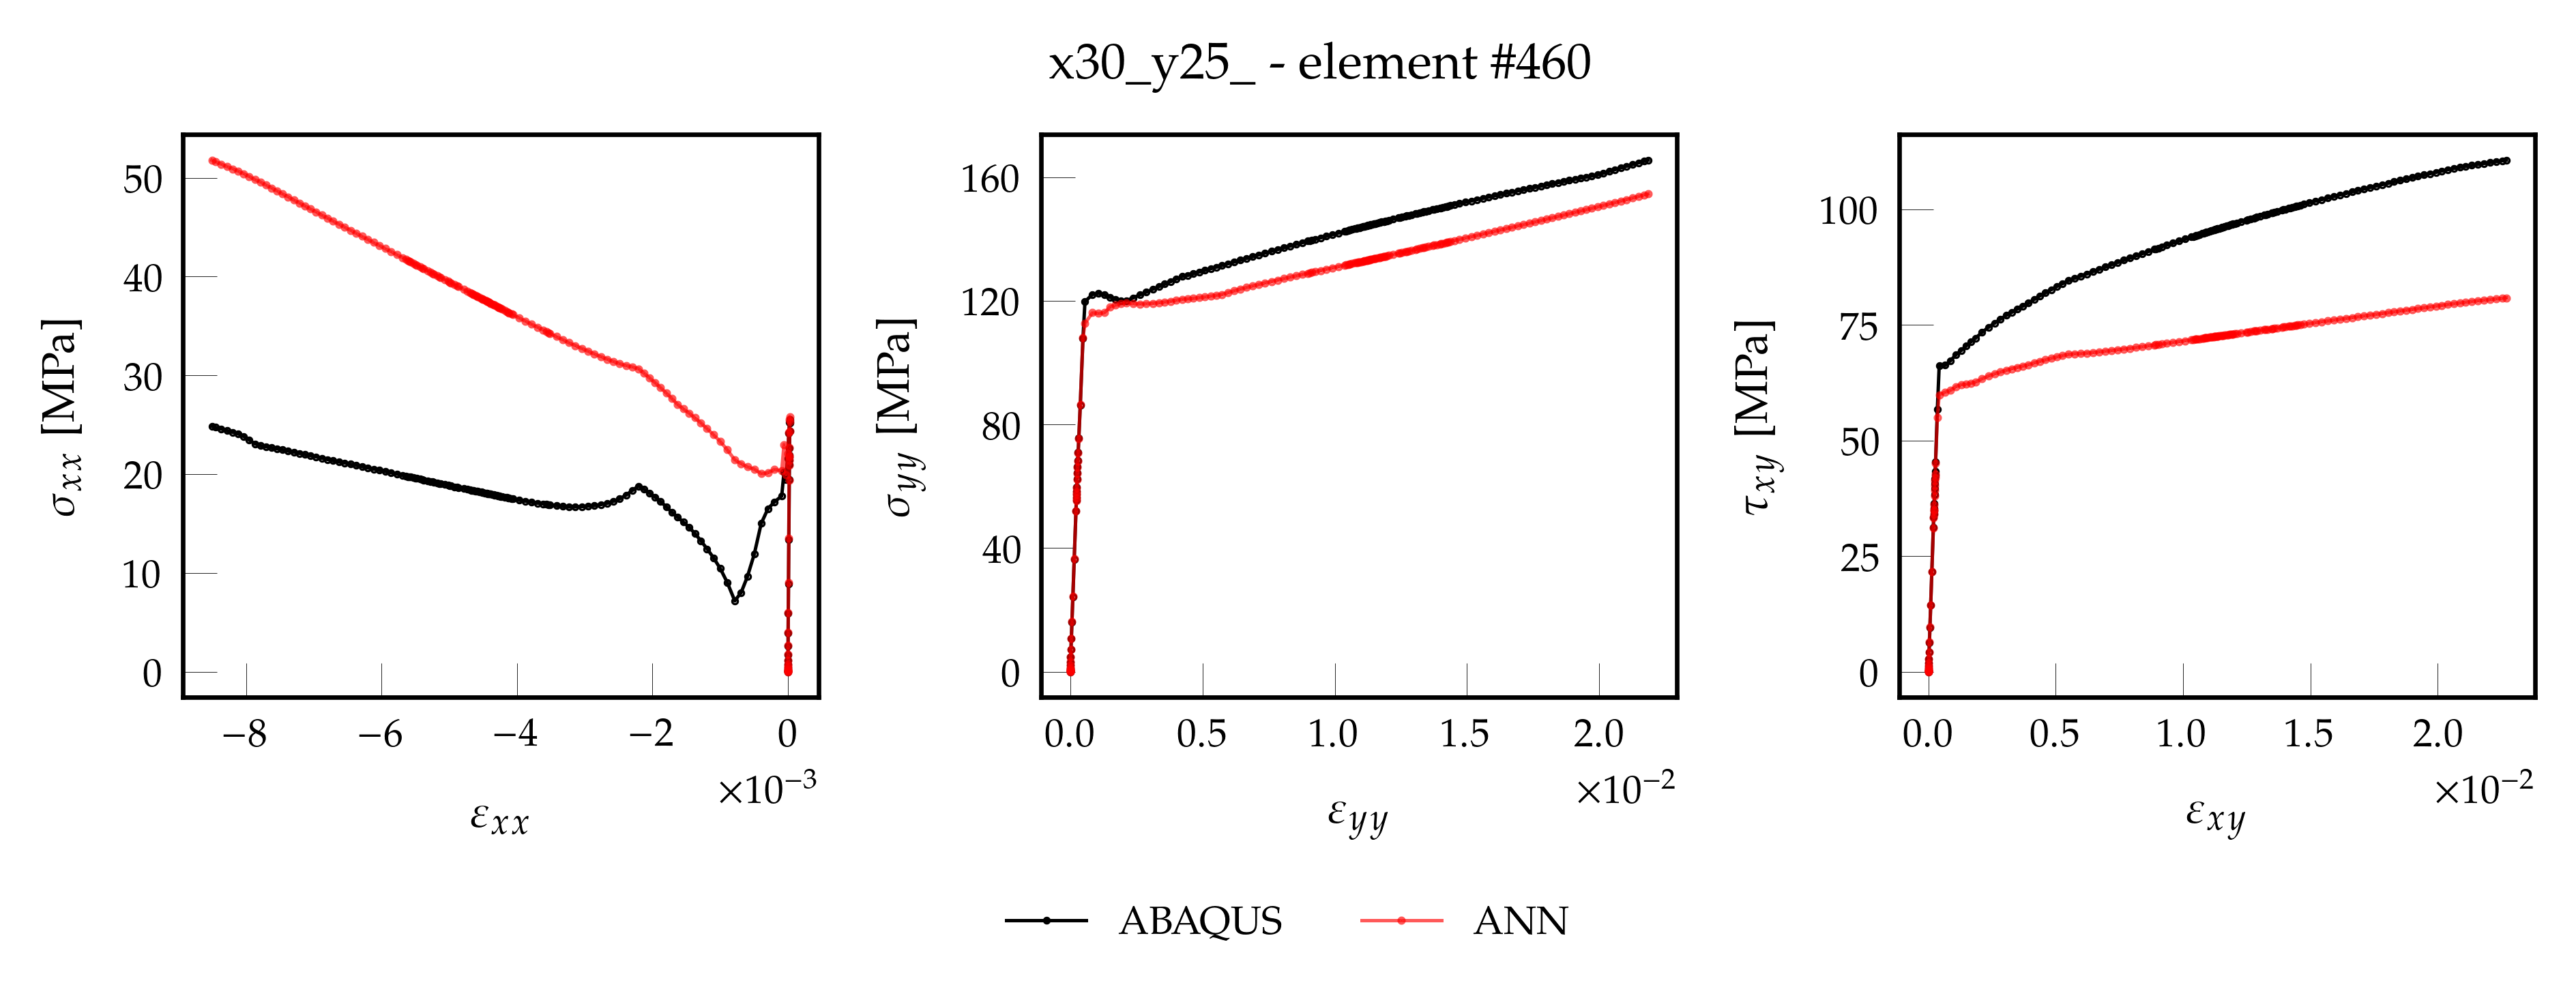 x30_y25_ - element #460
σxx [MPa]
50
40
30
20
10
0
−8 −6 −4 −2 0
×10−3
εxx
σyy [MPa]
160
120
80
40
0
0.0 0.5 1.0 1.5 2.0
×10−2
εyy
τxy [MPa]
100
75
50
25
0
0.0 0.5 1.0 1.5 2.0
×10−2
εxy
ABAQUS ANN